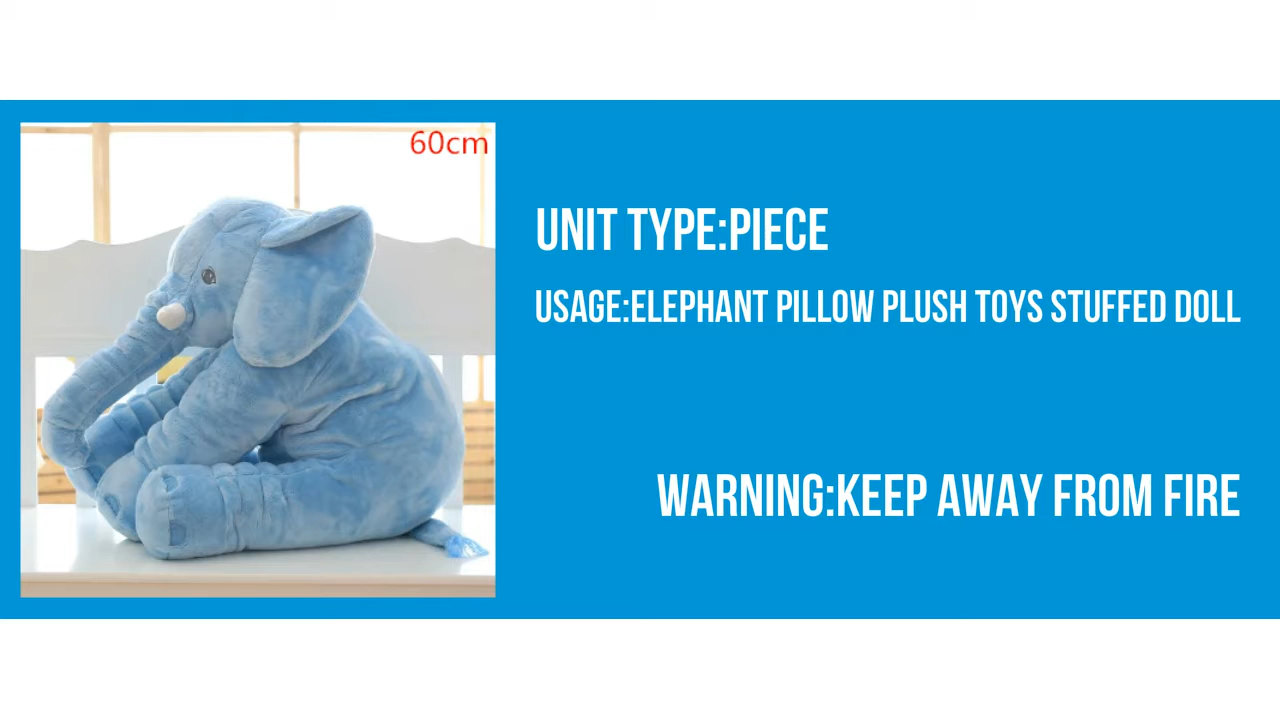 60cm
UNIT TYPE:PIECE
USAGE:ELEPHANT PILLOW PLUSH TOYS STUFFED DOLL
WARNING:KEEP AWAY FROM FIRE